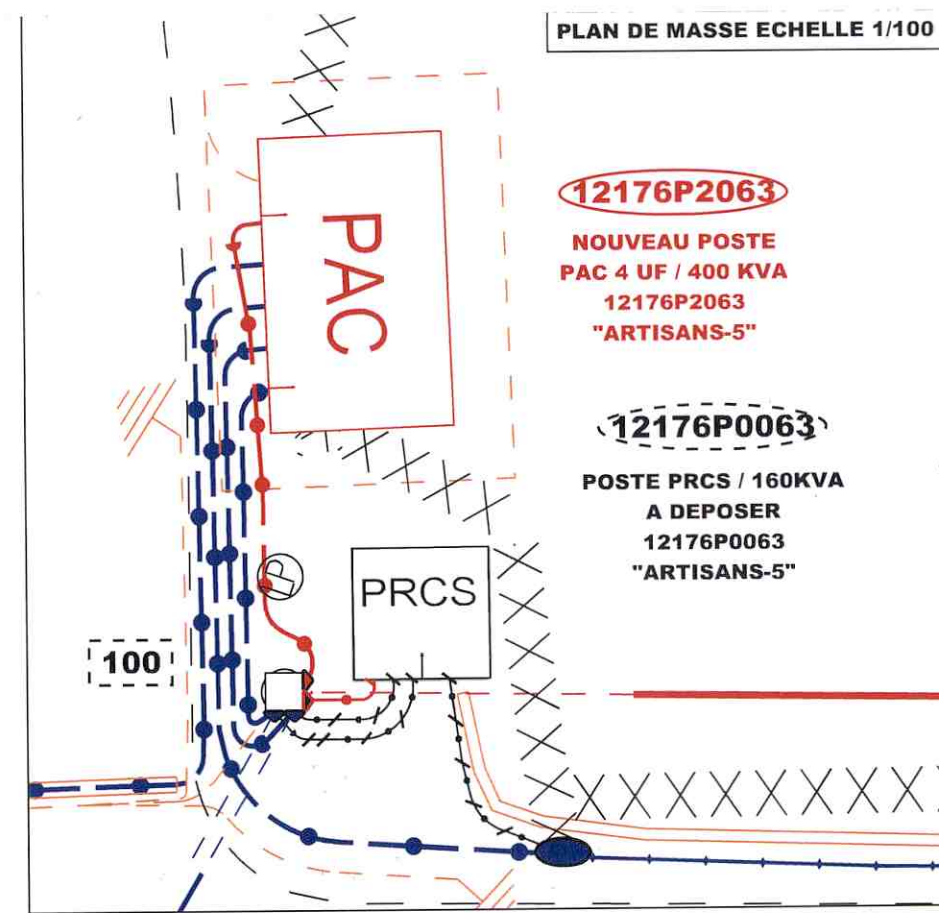 PLAN DE MASSE ECHELLE 1/100
12176P2063
NOUVEAU POSTE
PAC 4 UF / 400 KVA
12176P2063
"ARTISANS-5"
PAC
12176P0063
POSTE PRCS / 160KVA
A DEPOSER
12176P0063
"ARTISANS-5"
PRCS
100